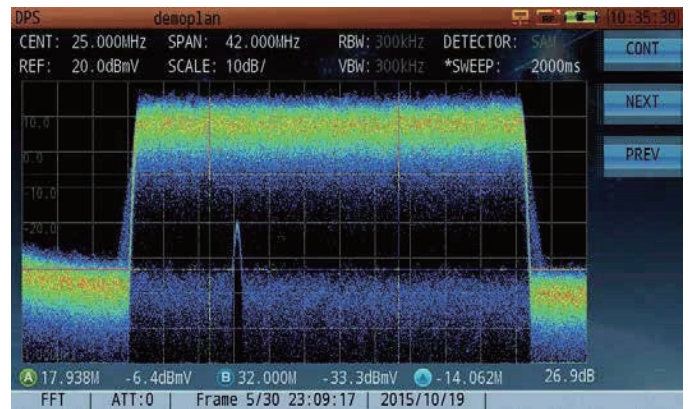 DPS demoplan RF 10:35:30
CENT: 25.000MHz SPAN: 42.000MHz RBW: 300kHz DETECTOR: SAM
REF: 20.0dBmV SCALE: 10dB/ VBW: 300kHz *SWEEP: 2000ms
CONT
NEXT
PREV
10.0
0.0
-10.0
-20.0
A 17.938M -6.4dBmV B 32.000M -33.3dBmV -14.062M 26.9dB
FFT | ATT:0 | Frame 5/30 23:09:17 | 2015/10/19 |